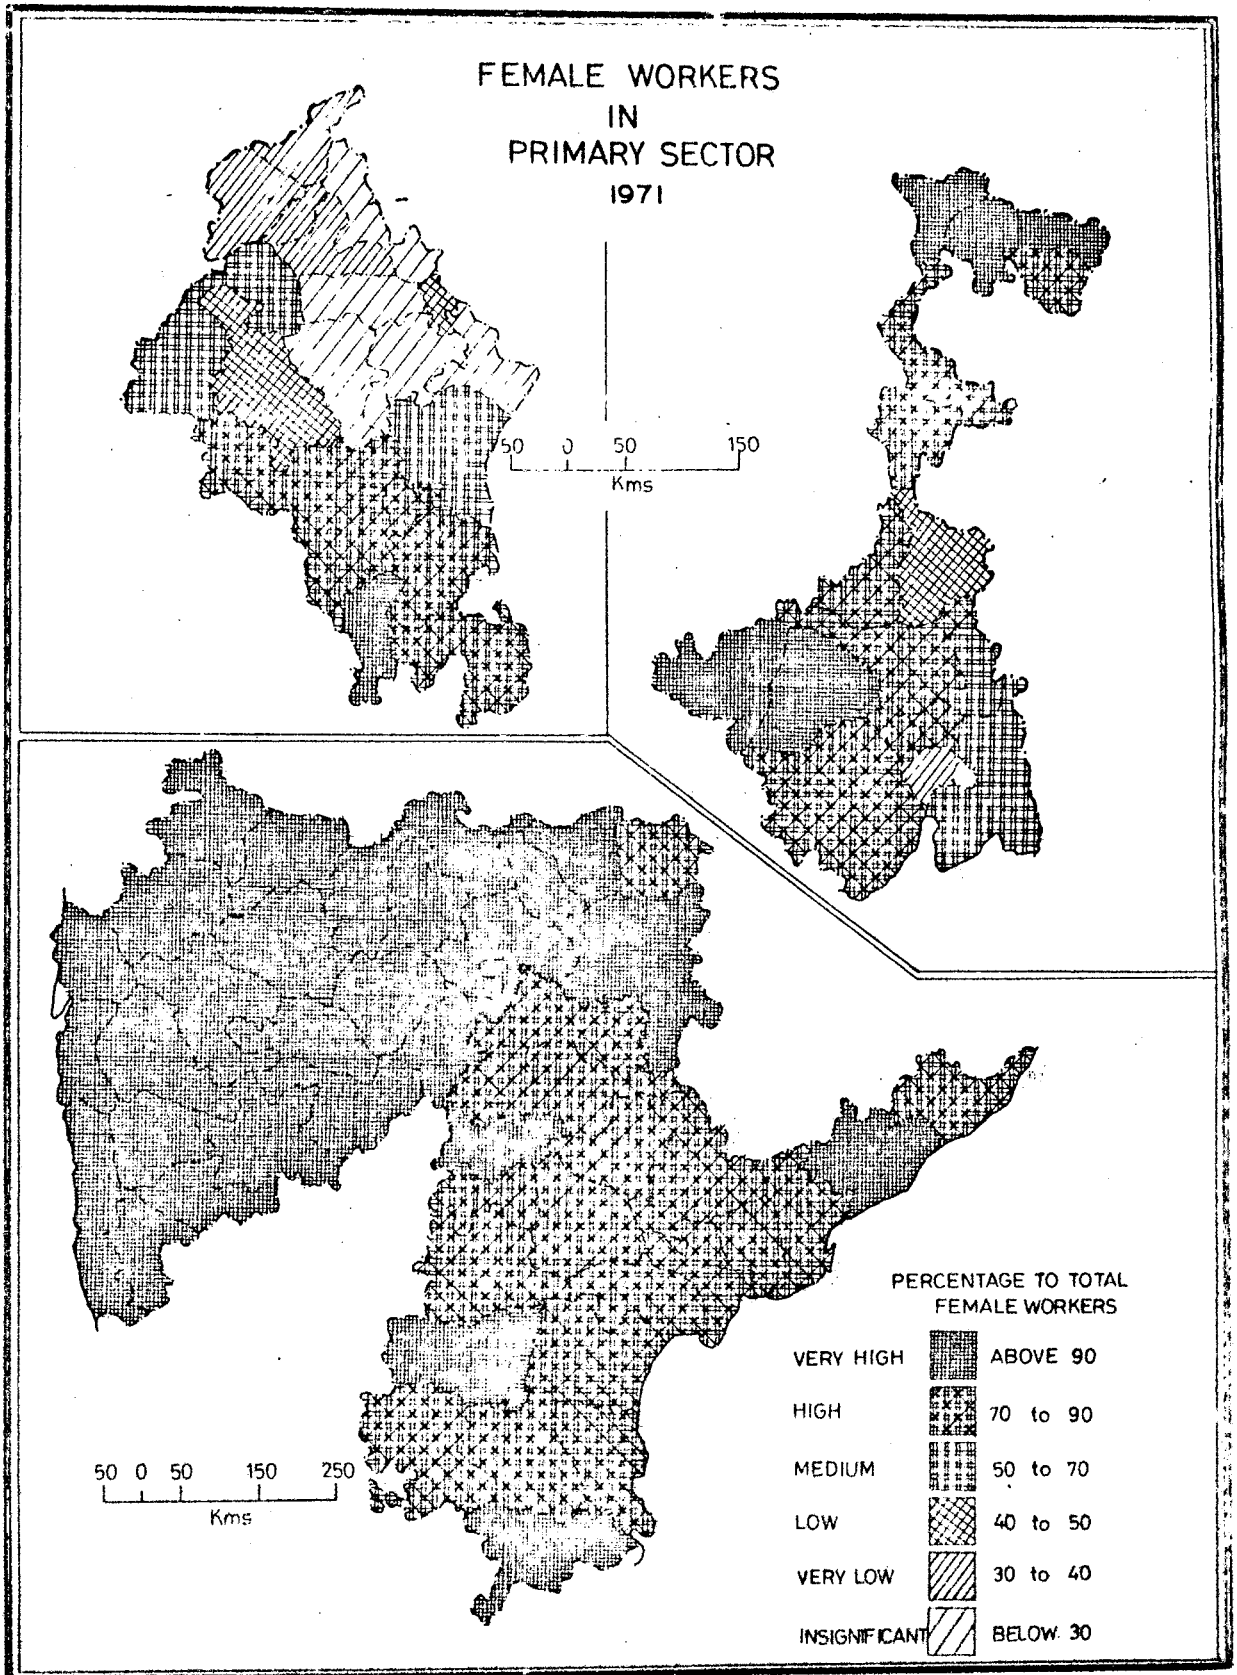 FEMALE WORKERS
IN
PRIMARY SECTOR
1971
50 0 50 150
Kms
PERCENTAGE TO TOTAL
FEMALE WORKERS
VERY HIGH ABOVE 90
HIGH 70 to 90
MEDIUM 50 to 70
LOW 40 to 50
VERY LOW 30 to 40
INSIGNIFICANT BELOW 30
50 0 50 150 250
Kms